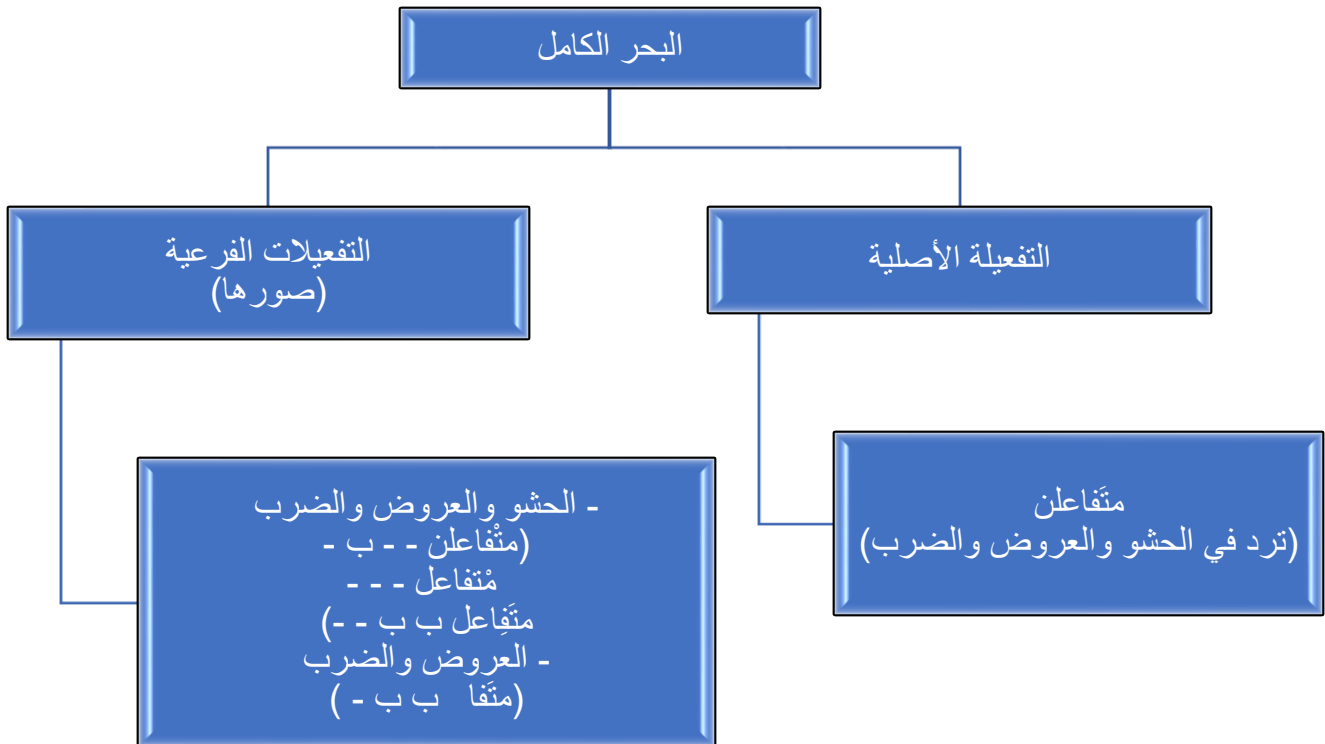 البحر الكامل
التفعيلة الأصلية
متَفاعلن
(ترد في الحشو والعروض والضرب)
التفعيلات الفرعية
(صورها)
- الحشو والعروض والضرب
(متْفاعلن - - ب -
مْتفاعل - - -
متَفِاعل ب ب - -)
- العروض والضرب
(متَفا ب ب - )